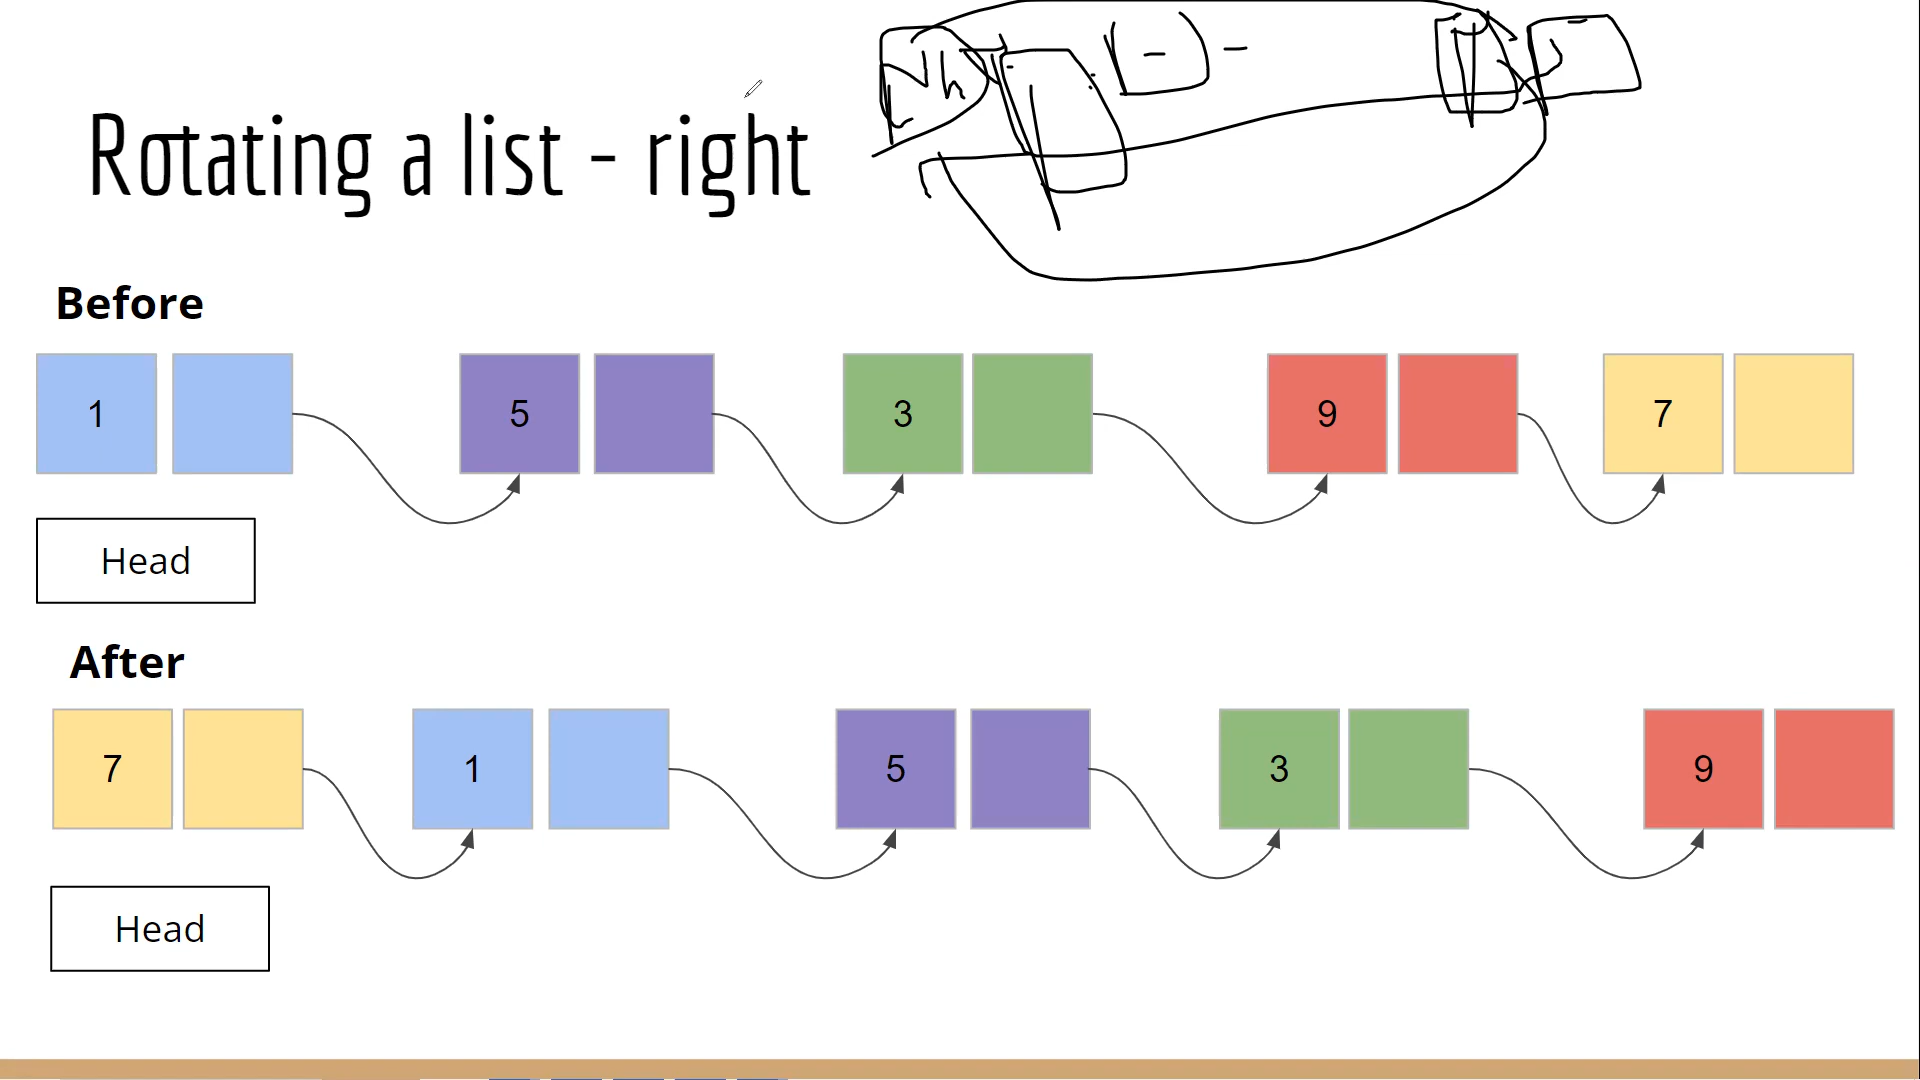 Rotating a list - right
Before
1 5 3 9 7
Head
After
7 1 5 3 9
Head